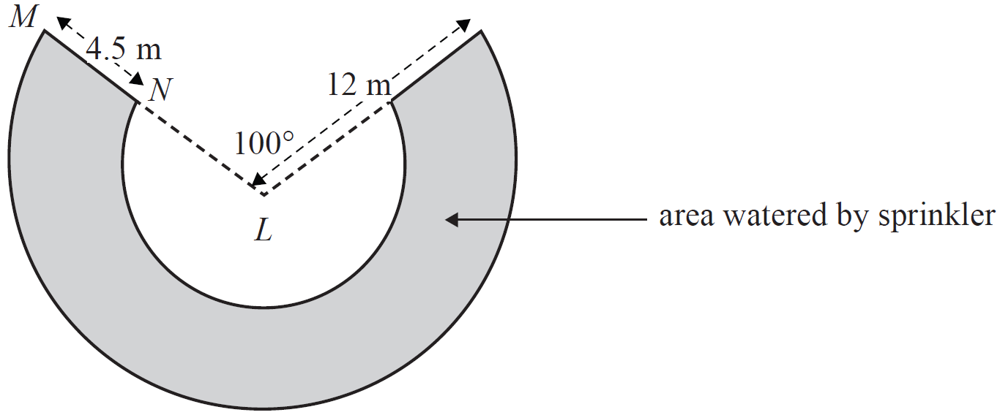 M
4.5 m
N
12 m
100°
L
area watered by sprinkler